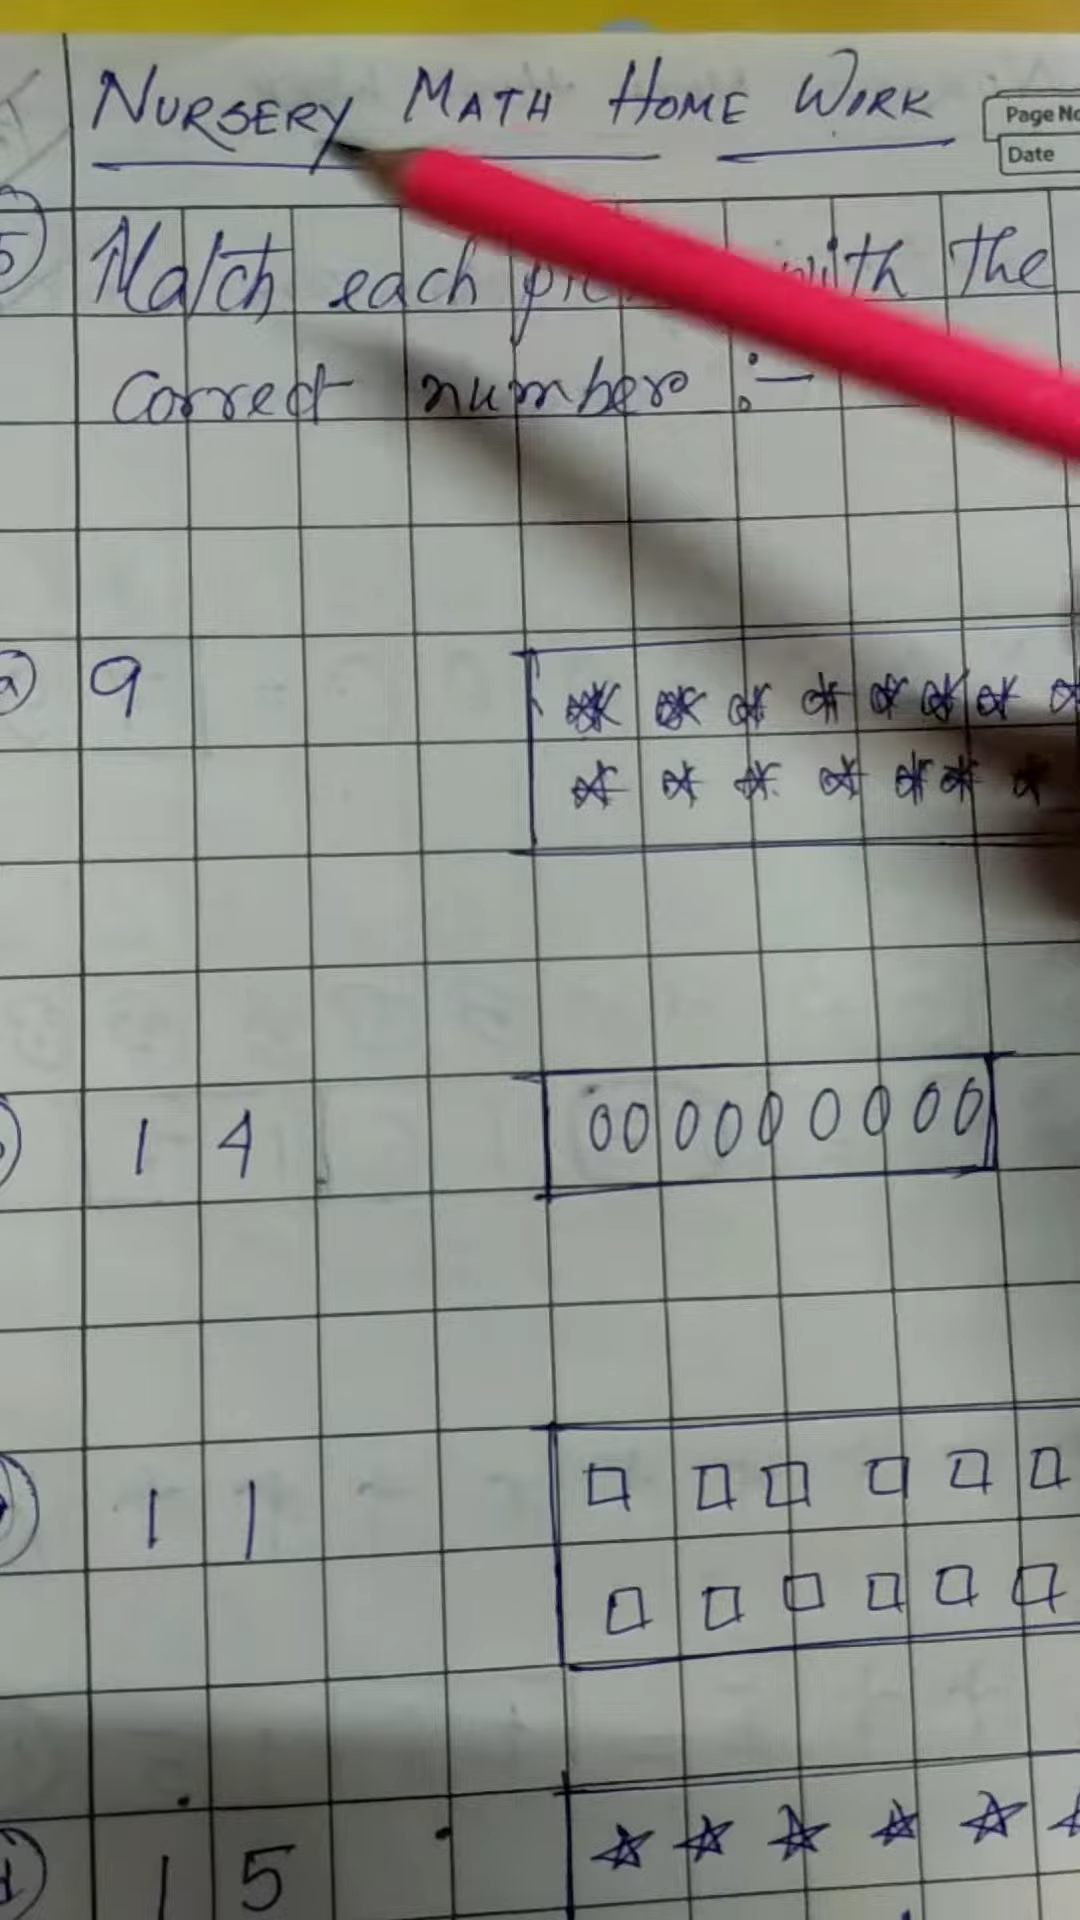 NURSERY MATH HOME WORK
Page No
Date
5 Match each with the
correct number :-
a 9
14
11
d 15